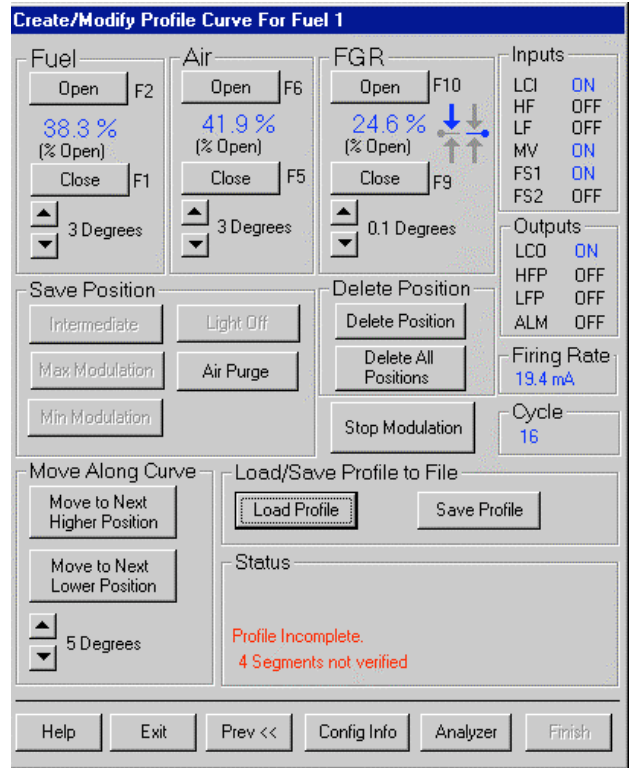 Create/Modify Profile Curve For Fuel 1
Fuel
Open F2
38.3 %
(% Open)
Close F1
3 Degrees
Air
Open F6
41.9 %
(% Open)
Close F5
3 Degrees
FGR
Open F10
24.6 %
(% Open)
Close F9
0.1 Degrees
Inputs
LCI ON
HF OFF
LF OFF
MV ON
FS1 ON
FS2 OFF
Outputs
LCO ON
HFP OFF
LFP OFF
ALM OFF
Save Position
Intermediate Light Off
Max Modulation Air Purge
Min Modulation
Delete Position
Delete Position
Delete All
Positions
Stop Modulation
Firing Rate
19.4 mA
Cycle
16
Move Along Curve
Move to Next
Higher Position
Move to Next
Lower Position
5 Degrees
Load/Save Profile to File
Load Profile Save Profile
Status
Profile Incomplete.
4 Segments not verified
Help Exit Prev << Config Info Analyzer Finish